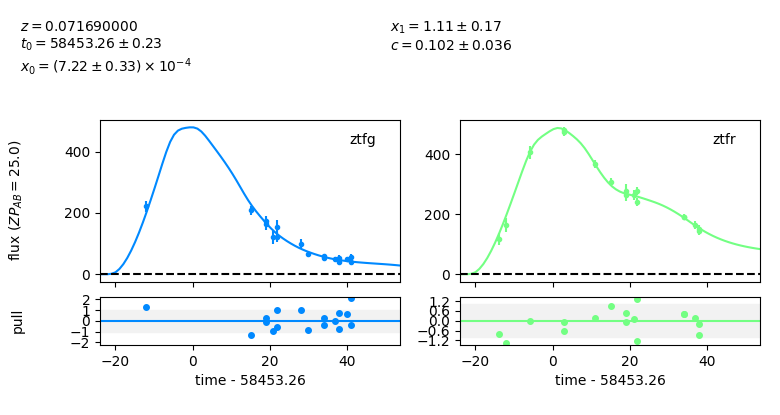 z = 0.071690000
t₀ = 58453.26 ± 0.23
x₀ = (7.22 ± 0.33) × 10⁻⁴
x₁ = 1.11 ± 0.17
c = 0.102 ± 0.036
flux (ZP_AB = 25.0)
400
200
0
ztfg
400
200
0
ztfr
pull
2
1
0
−1
−2
1.2
0.6
0.0
−0.6
−1.2
−20 0 20 40
time - 58453.26
−20 0 20 40
time - 58453.26